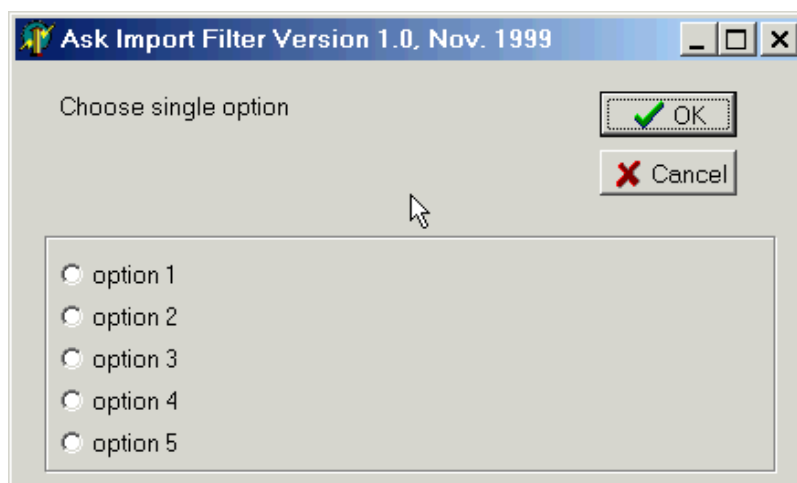 Ask Import Filter Version 1.0, Nov. 1999
Choose single option
OK
Cancel
option 1
option 2
option 3
option 4
option 5